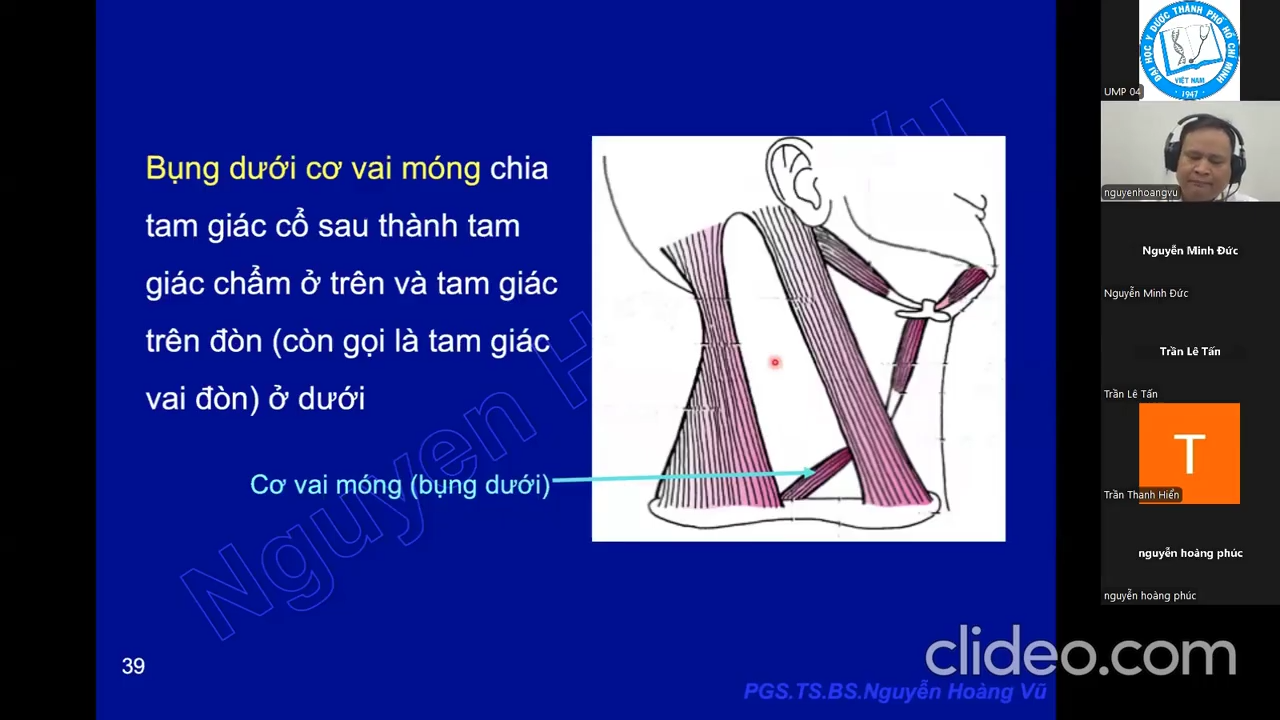 Bụng dưới cơ vai móng chia
tam giác cổ sau thành tam
giác chẩm ở trên và tam giác
trên đòn (còn gọi là tam giác
vai đòn) ở dưới
Cơ vai móng (bụng dưới)
39
PGS.TS.BS.Nguyễn Hoàng Vũ
clideo.com
ĐẠI HỌC Y DƯỢC THÀNH PHỐ HỒ CHÍ MINH
VIỆT NAM
1947
UMP 04
nguyenhoangvu
Nguyễn Minh Đức
Nguyễn Minh Đức
Trần Lê Tấn
Trần Lê Tấn
T
Trần Thanh Hiển
nguyễn hoàng phúc
nguyễn hoàng phúc